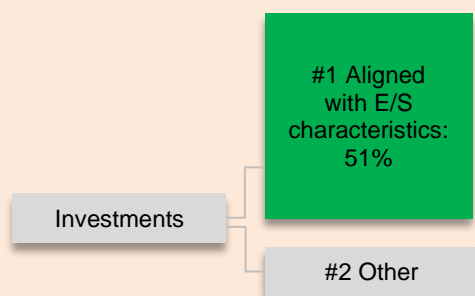 #1 Aligned
with E/S
characteristics:
51%
Investments
#2 Other